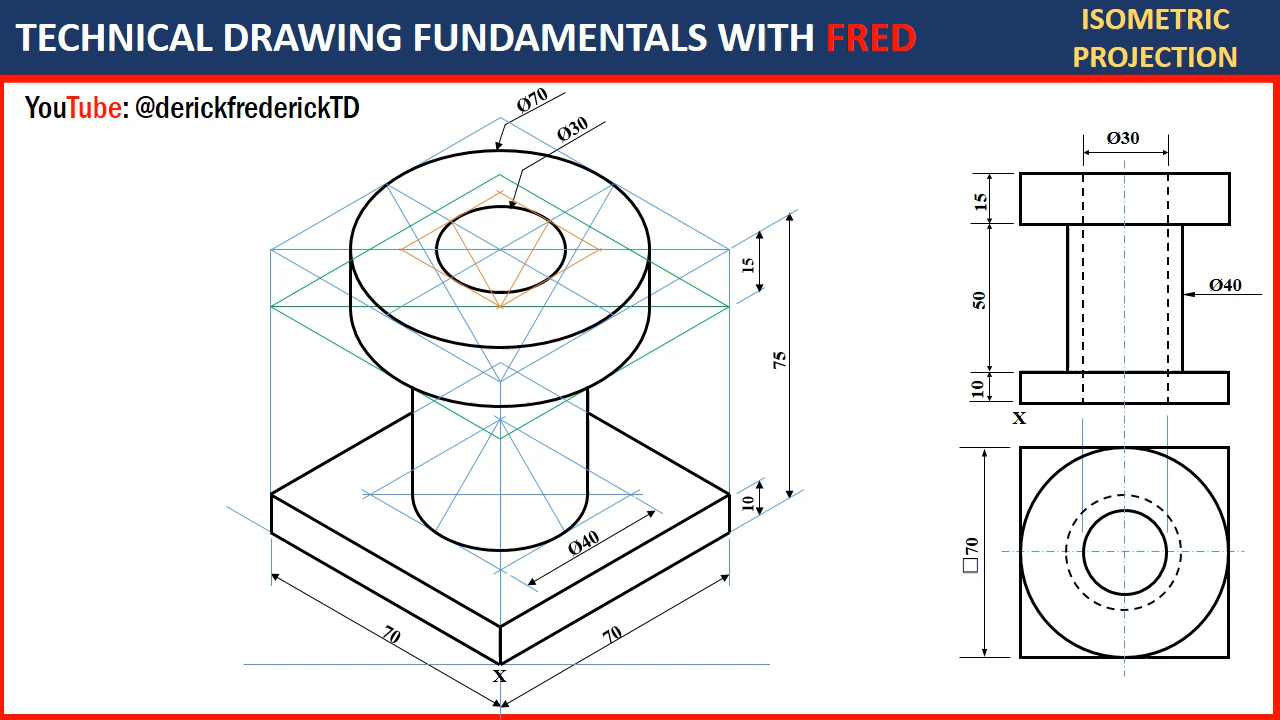 TECHNICAL DRAWING FUNDAMENTALS WITH FRED
ISOMETRIC
PROJECTION
YouTube: @derickfrederickTD
Ø70
Ø30
15
75
10
Ø40
70
70
X
Ø30
15
50
Ø40
10
X
□70